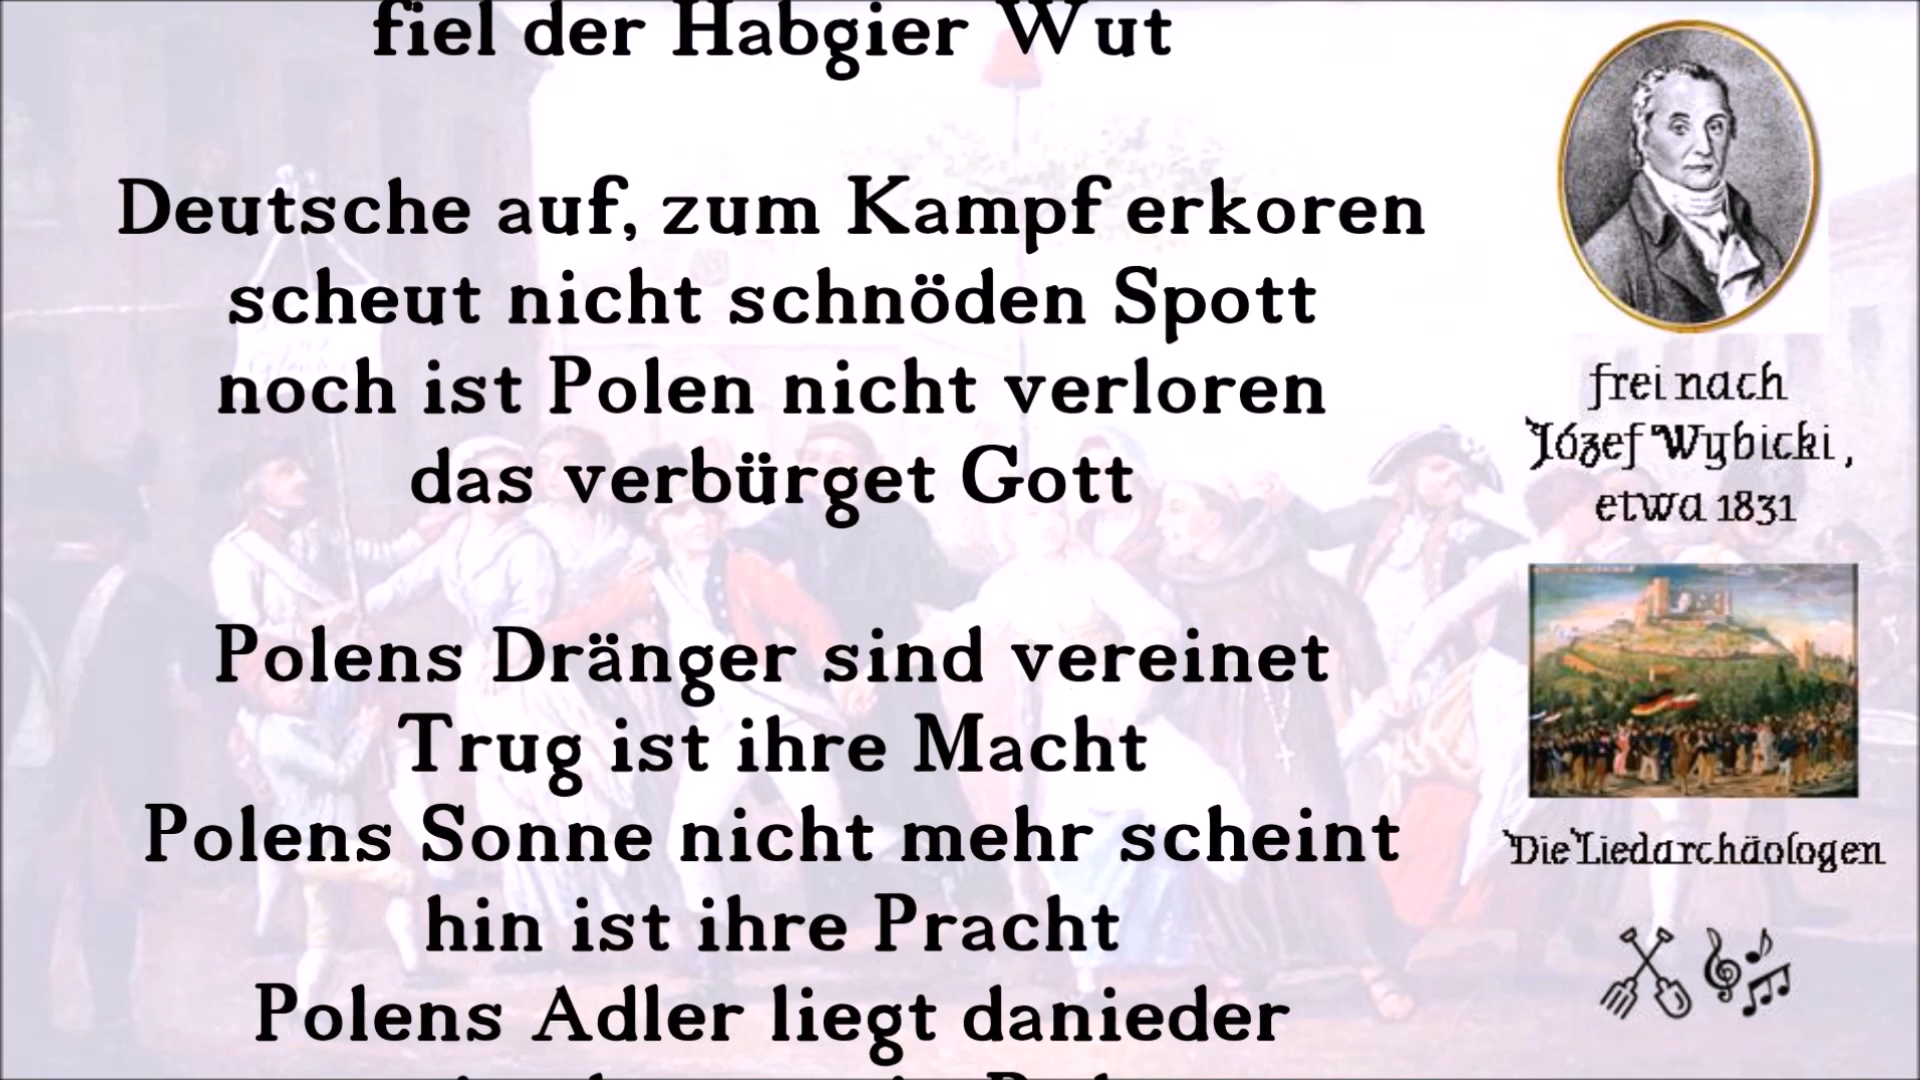 fiel der Habgier Wut
Deutsche auf, zum Kampf erkoren
scheut nicht schnöden Spott
noch ist Polen nicht verloren
das verbürget Gott
Polens Dränger sind vereinet
Trug ist ihre Macht
Polens Sonne nicht mehr scheint
hin ist ihre Pracht
Polens Adler liegt danieder
frei nach
Józef Wybicki,
etwa 1831
Die Liedarchäologen